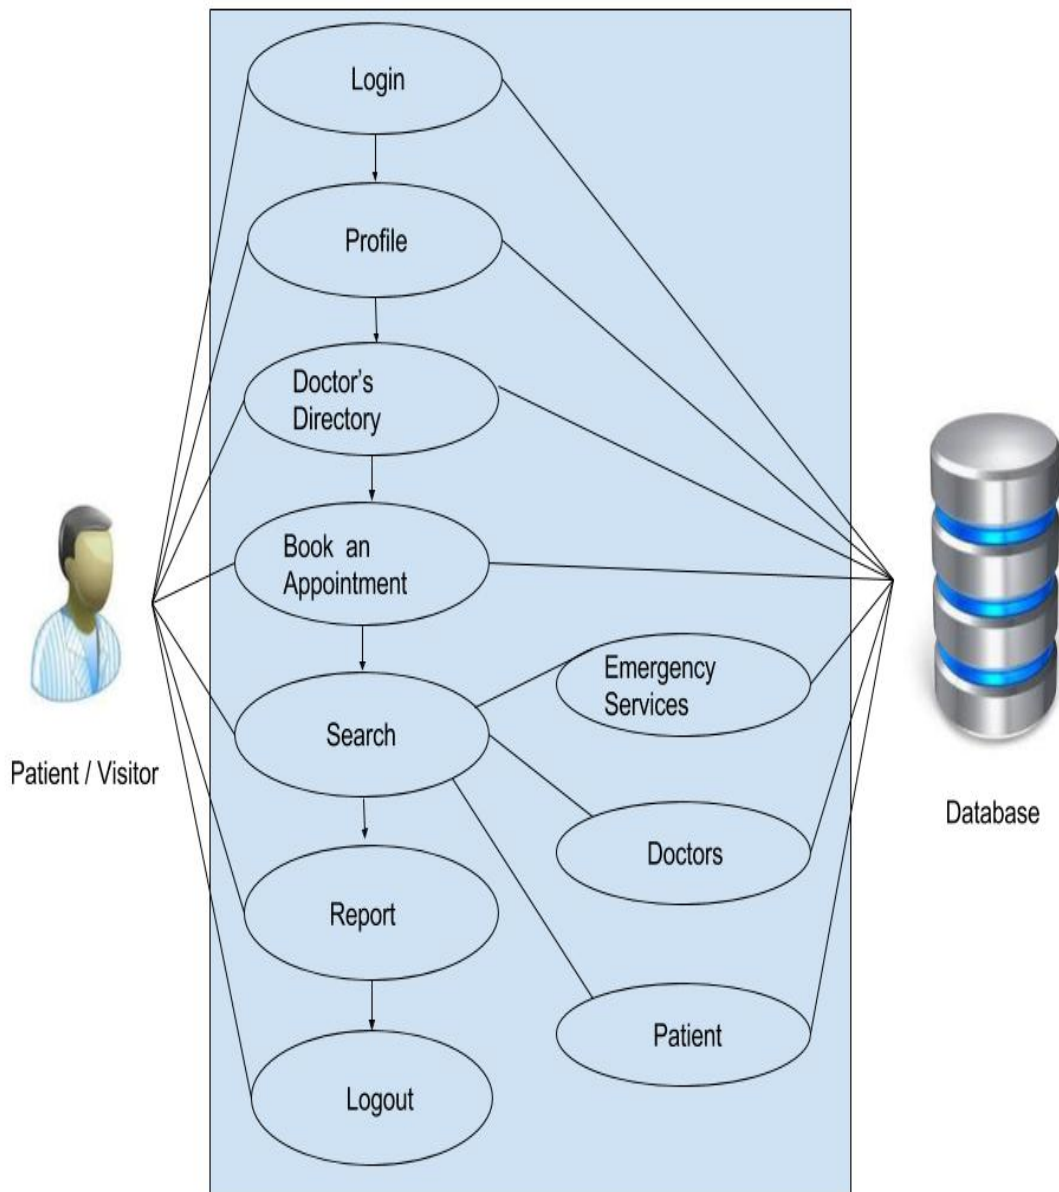 Login
Profile
Doctor's
Directory
Book an
Appointment
Emergency
Services
Search
Patient / Visitor
Database
Doctors
Report
Patient
Logout